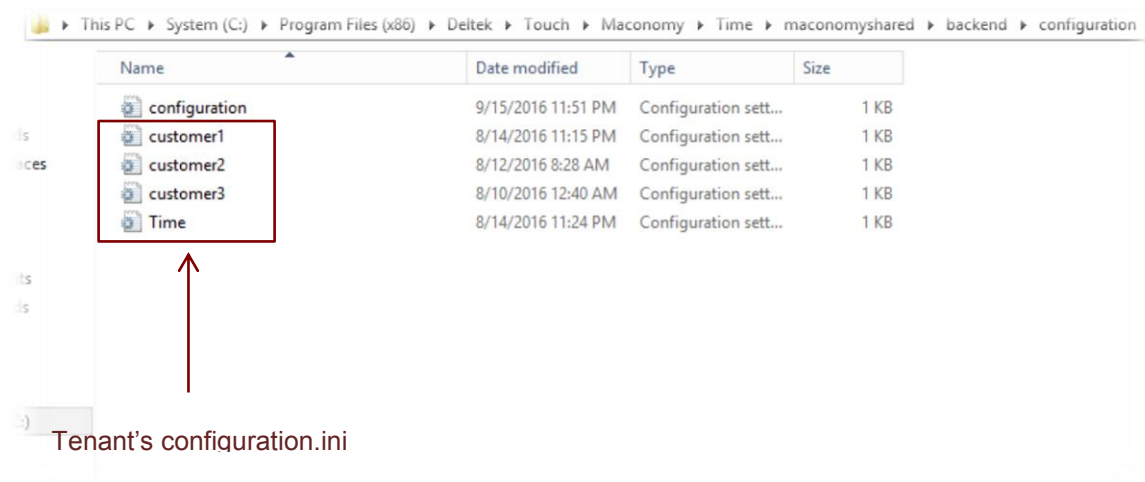 This PC ▸ System (C:) ▸ Program Files (x86) ▸ Deltek ▸ Touch ▸ Maconomy ▸ Time ▸ maconomyshared ▸ backend ▸ configuration
Name Date modified Type Size
configuration 9/15/2016 11:51 PM Configuration sett... 1 KB
customer1 8/14/2016 11:15 PM Configuration sett... 1 KB
customer2 8/12/2016 8:28 AM Configuration sett... 1 KB
customer3 8/10/2016 12:40 AM Configuration sett... 1 KB
Time 8/14/2016 11:24 PM Configuration sett... 1 KB
:)
Tenant’s configuration.ini